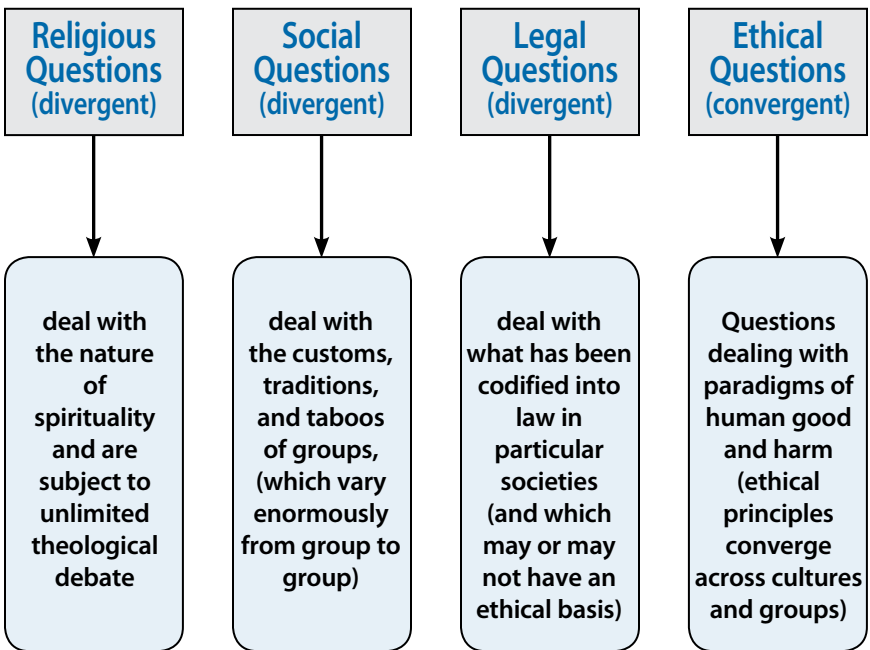 Religious
Questions
(divergent)
Social
Questions
(divergent)
Legal
Questions
(divergent)
Ethical
Questions
(convergent)
deal with
the nature
of
spirituality
and are
subject to
unlimited
theological
debate
deal with
the customs,
traditions,
and taboos
of groups,
(which vary
enormously
from group to
group)
deal with
what has been
codified into
law in
particular
societies
(and which
may or may
not have an
ethical basis)
Questions
dealing with
paradigms of
human good
and harm
(ethical
principles
converge
across cultures
and groups)